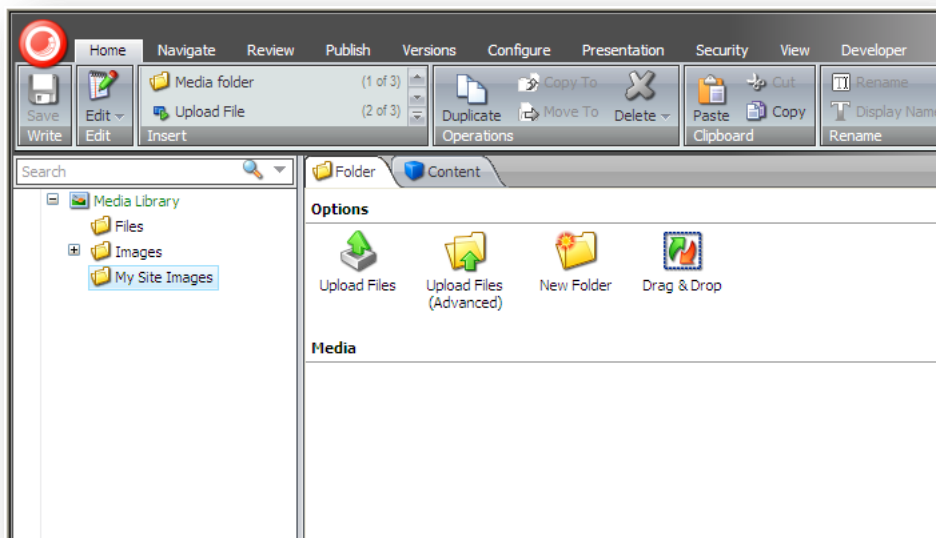 Home Navigate Review Publish Versions Configure Presentation Security View Developer
Media folder (1 of 3)
Upload File (2 of 3)
Save
Write
Edit
Edit
Insert
Duplicate
Copy To
Move To
Delete
Operations
Paste
Cut
Copy
Clipboard
Rename
Display Name
Rename
Search
Media Library
Files
Images
My Site Images
Folder Content
Options
Upload Files
Upload Files
(Advanced)
New Folder
Drag & Drop
Media